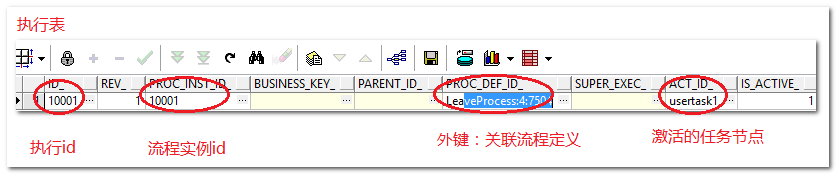 执行表
ID_ REV_ PROC_INST_ID_ BUSINESS_KEY_ PARENT_ID_ PROC_DEF_ID_ SUPER_EXEC_ ACT_ID_ IS_ACTIVE_
1 10001 ··· 1 10001 ··· ··· ··· LeaveProcess:4:750 ··· ··· usertask1 ··· 1
执行id 流程实例id 外键：关联流程定义 激活的任务节点